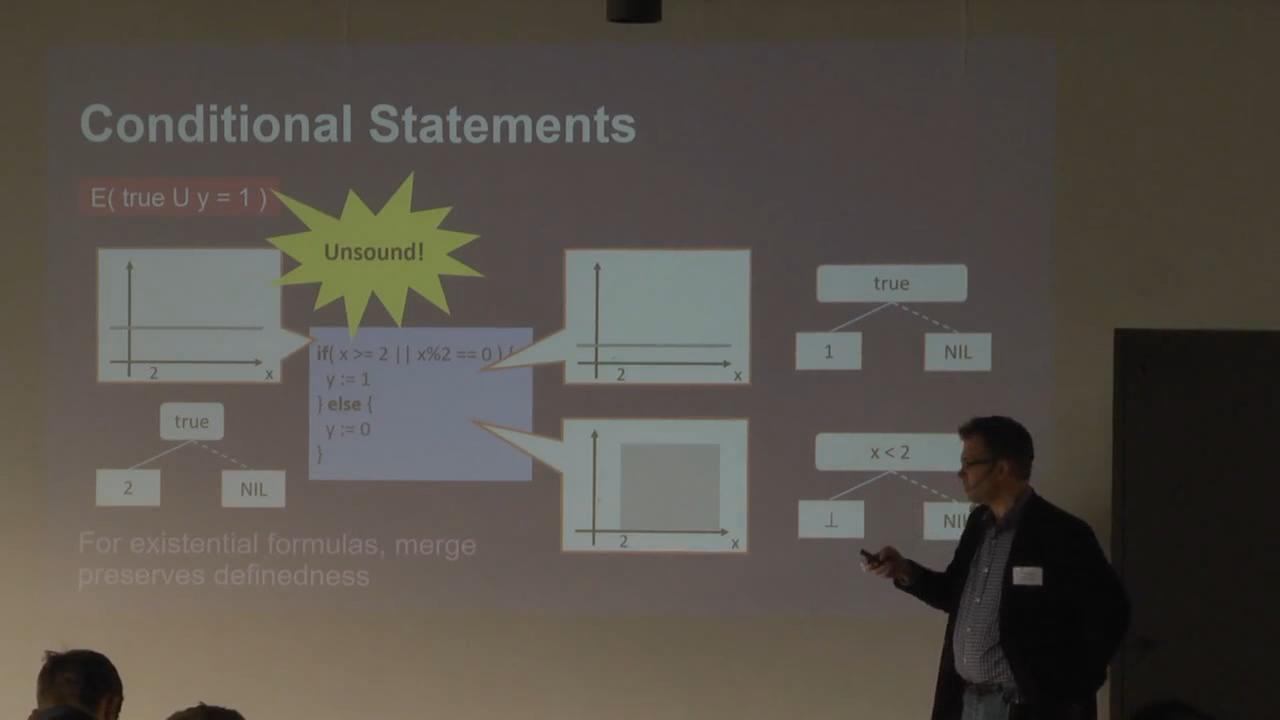 Conditional Statements
E( true U y = 1 )
Unsound!
2 x
true
2 NIL
if( x >= 2 || x%2 == 0 ) {
y := 1
} else {
y := 0
}
2 x
true
1 NIL
2 x
x < 2
⊥
For existential formulas, merge
preserves definedness